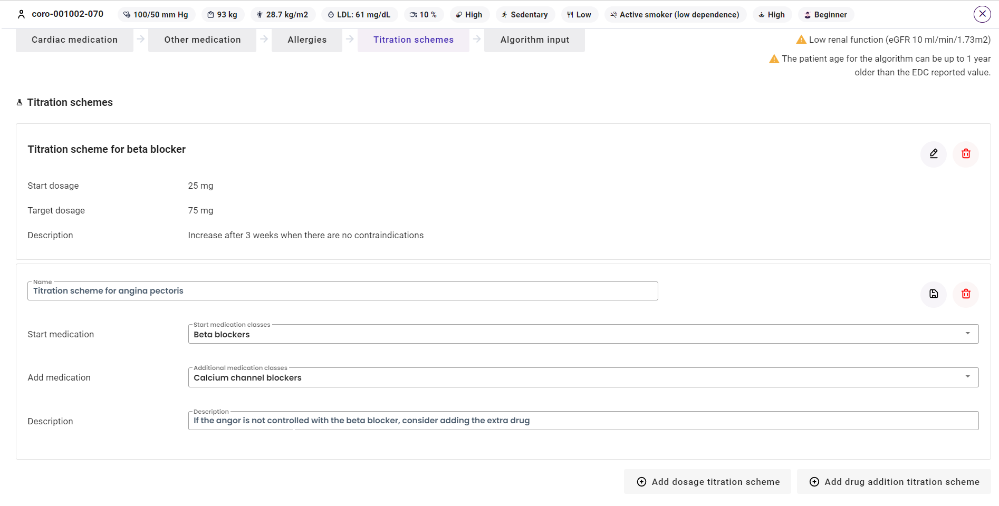 coro-001002-070 100/50 mm Hg 93 kg 28.7 kg/m2 LDL: 61 mg/dL 10 % High Sedentary Low Active smoker (low dependence) High Beginner
Cardiac medication Other medication Allergies Titration schemes Algorithm input
Low renal function (eGFR 10 ml/min/1.73m2)
The patient age for the algorithm can be up to 1 year
older than the EDC reported value.
Titration schemes
Titration scheme for beta blocker
Start dosage 25 mg
Target dosage 75 mg
Description Increase after 3 weeks when there are no contraindications
Name
Titration scheme for angina pectoris
Start medication classes
Start medication Beta blockers
Additional medication classes
Add medication Calcium channel blockers
Description
Description If the angor is not controlled with the beta blocker, consider adding the extra drug
Add dosage titration scheme Add drug addition titration scheme